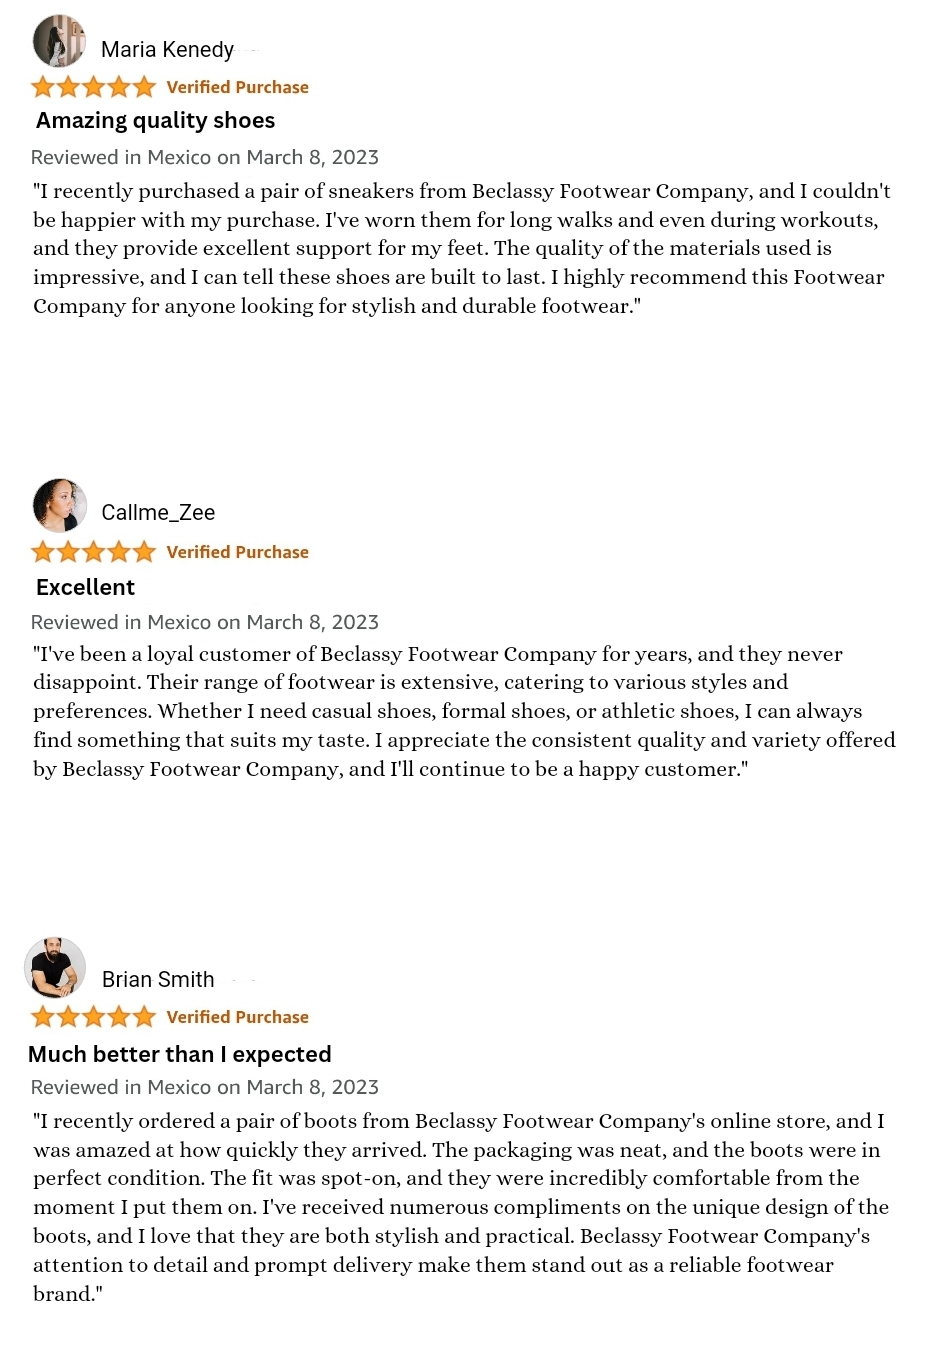 Maria Kenedy
Verified Purchase
Amazing quality shoes
Reviewed in Mexico on March 8, 2023
"I recently purchased a pair of sneakers from Beclassy Footwear Company, and I couldn't
be happier with my purchase. I've worn them for long walks and even during workouts,
and they provide excellent support for my feet. The quality of the materials used is
impressive, and I can tell these shoes are built to last. I highly recommend this Footwear
Company for anyone looking for stylish and durable footwear."
Callme_Zee
Verified Purchase
Excellent
Reviewed in Mexico on March 8, 2023
"I've been a loyal customer of Beclassy Footwear Company for years, and they never
disappoint. Their range of footwear is extensive, catering to various styles and
preferences. Whether I need casual shoes, formal shoes, or athletic shoes, I can always
find something that suits my taste. I appreciate the consistent quality and variety offered
by Beclassy Footwear Company, and I'll continue to be a happy customer."
Brian Smith
Verified Purchase
Much better than I expected
Reviewed in Mexico on March 8, 2023
"I recently ordered a pair of boots from Beclassy Footwear Company's online store, and I
was amazed at how quickly they arrived. The packaging was neat, and the boots were in
perfect condition. The fit was spot-on, and they were incredibly comfortable from the
moment I put them on. I've received numerous compliments on the unique design of the
boots, and I love that they are both stylish and practical. Beclassy Footwear Company's
attention to detail and prompt delivery make them stand out as a reliable footwear
brand."